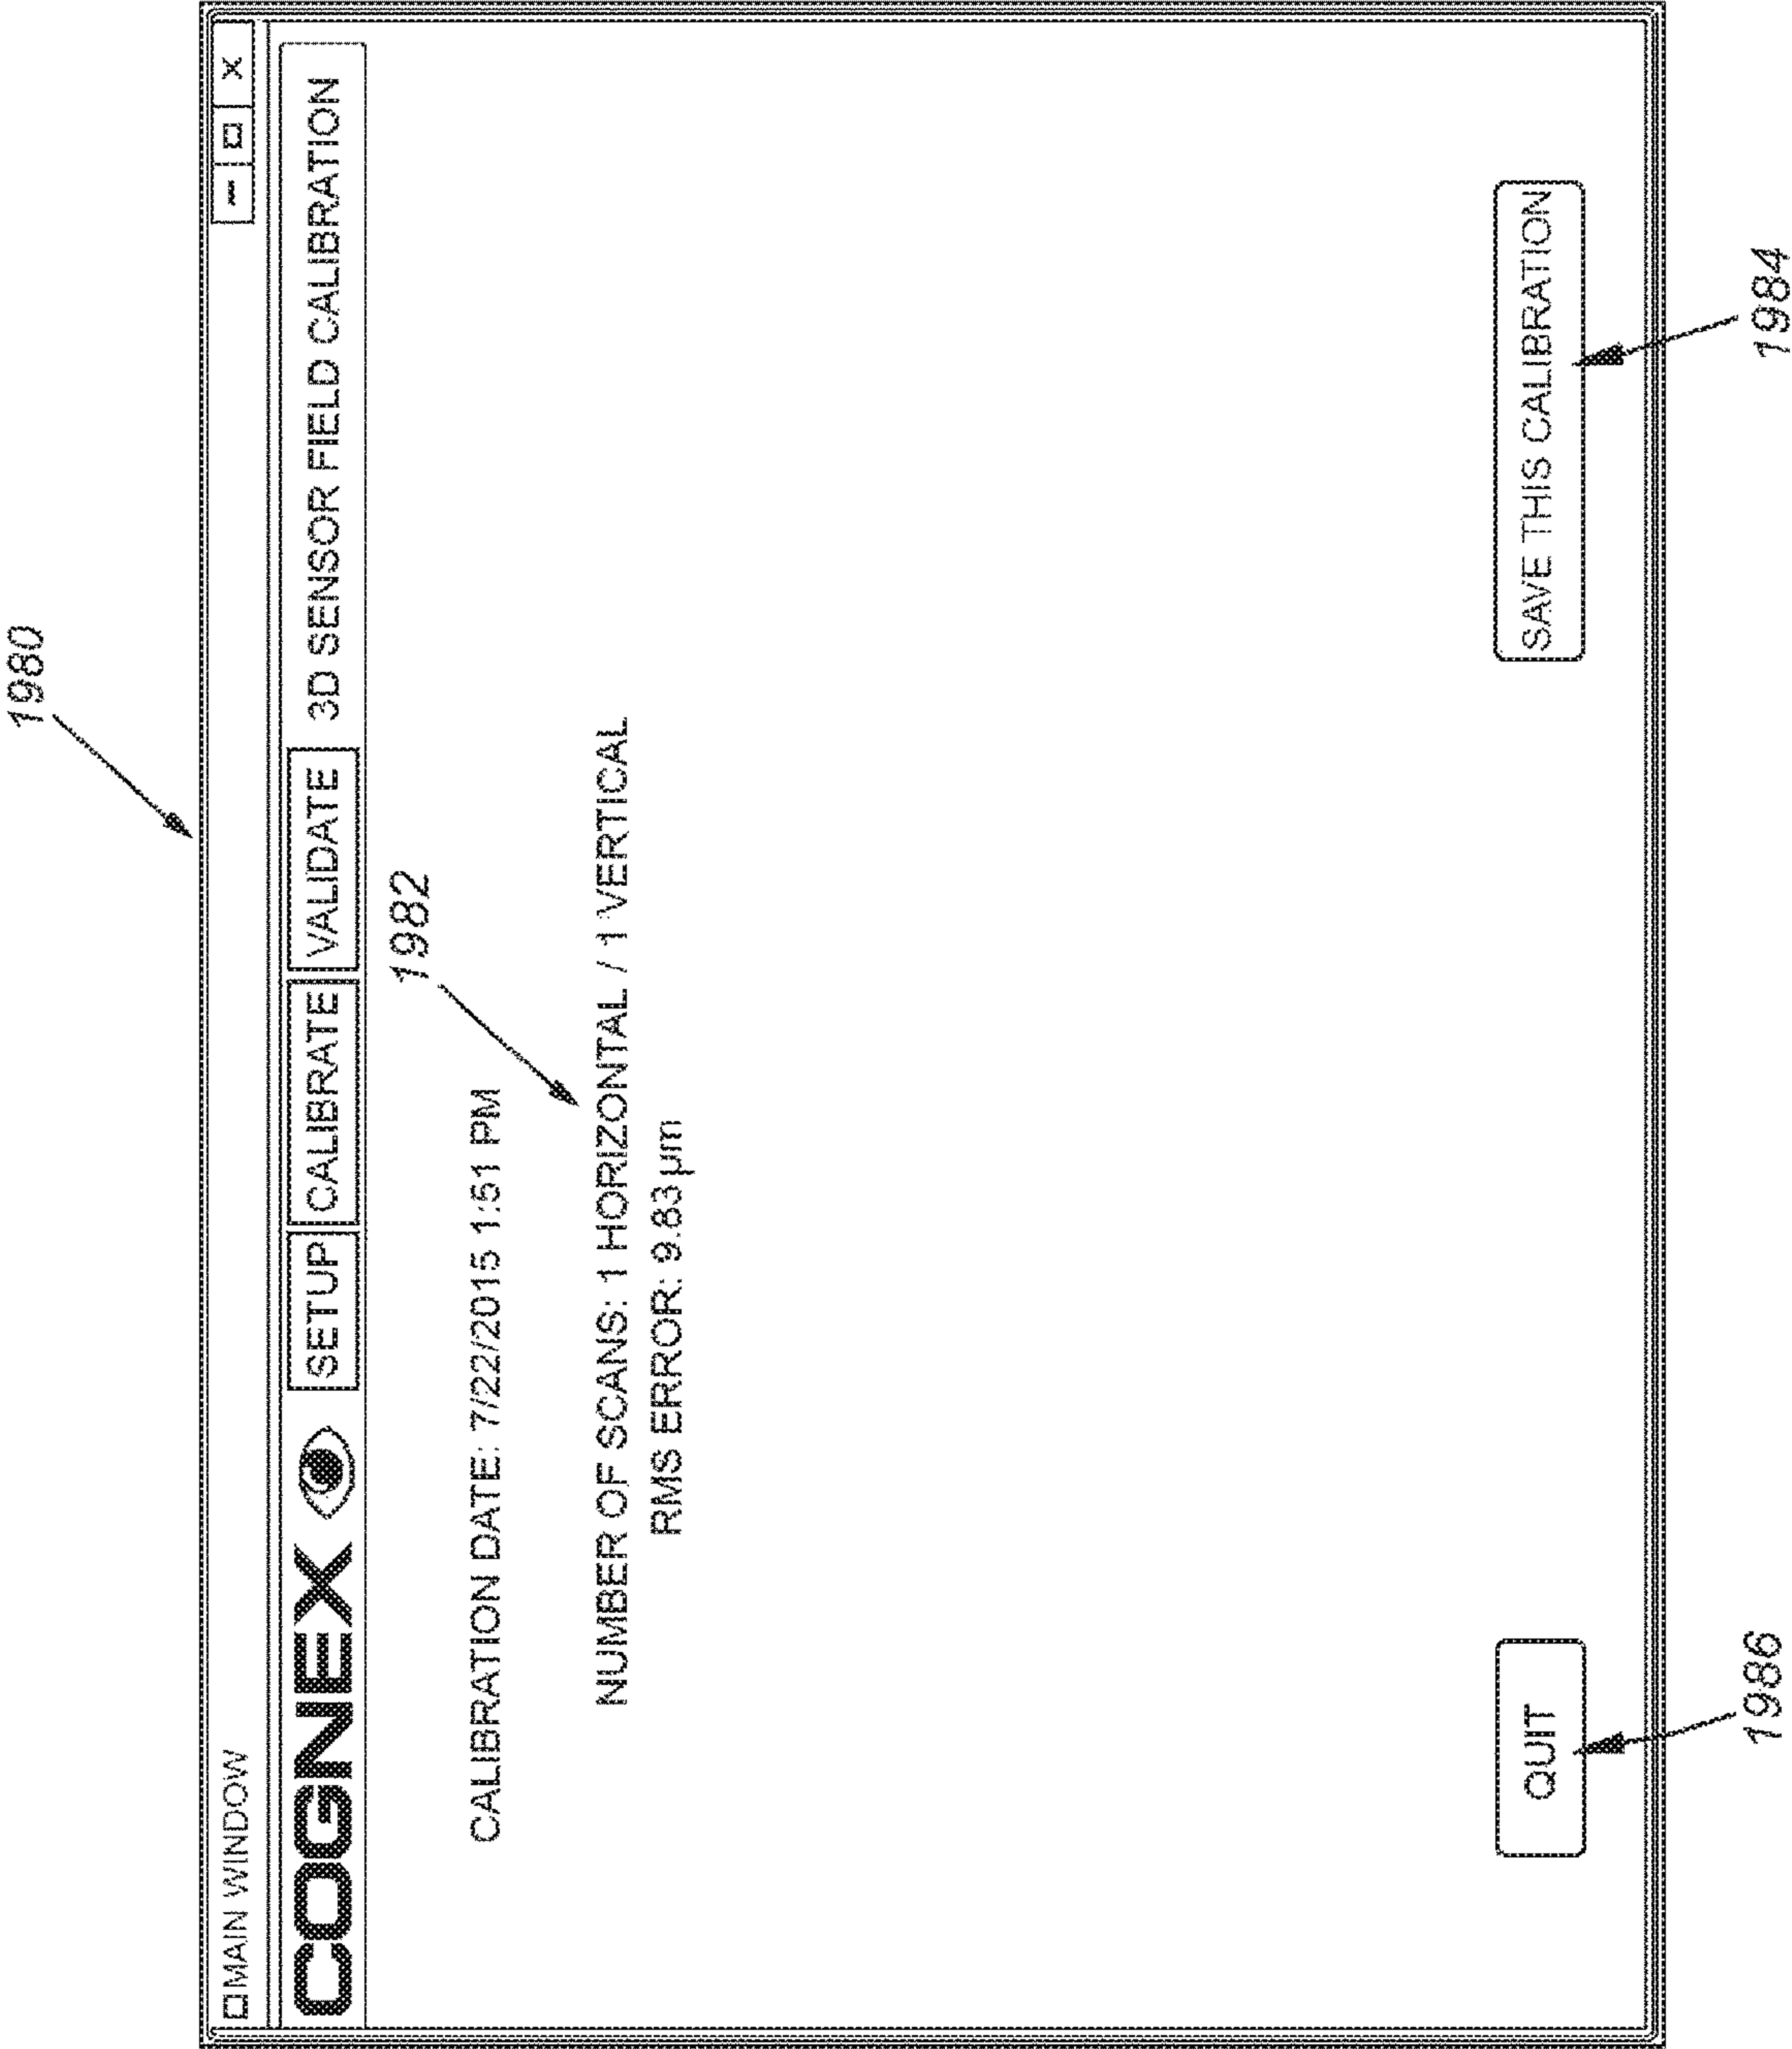 1980
MAIN WINDOW
COGNEX SETUP CALIBRATE VALIDATE 3D SENSOR FIELD CALIBRATION
1982
CALIBRATION DATE: 7/22/2015 1:51 PM
NUMBER OF SCANS: 1 HORIZONTAL / 1 VERTICAL
RMS ERROR: 9.83 µm
QUIT
SAVE THIS CALIBRATION
1986
1984